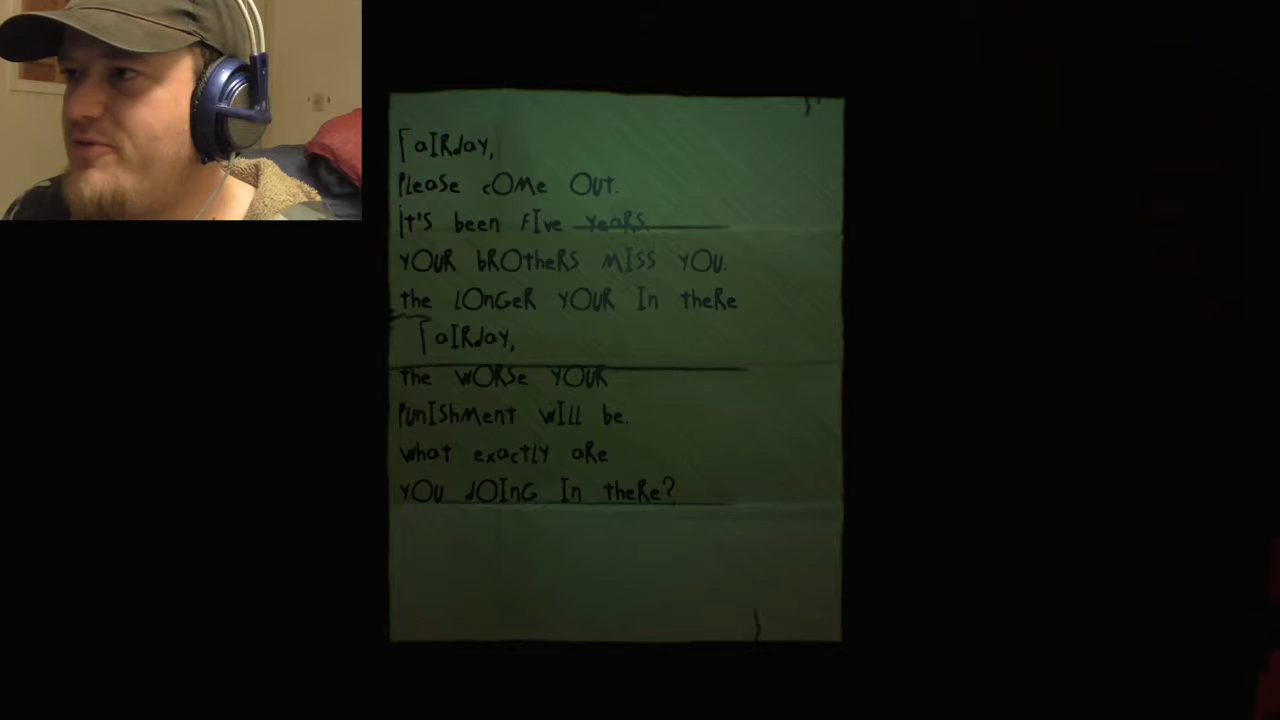 FaIRday,
Please cOMe OUt.
It's been fIve yeaRs
yOUR bROtheRs MIss yOU.
the LOnGeR yOUR In theRe
FaIRday,
the wORse yOUR
PunIshMent wILL be.
what exactLy aRe
yOU dOInG In theRe?